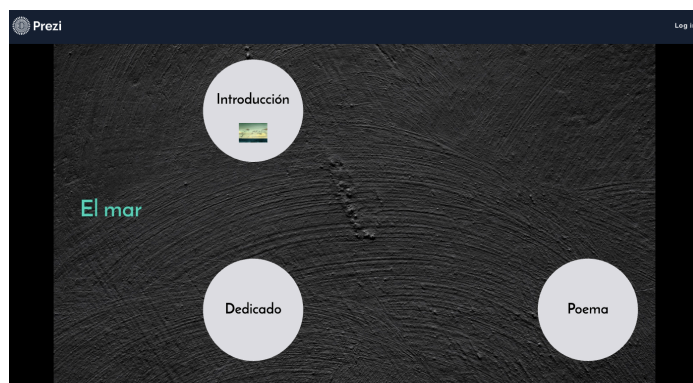 Prezi
Log i
Introducción
El mar
Dedicado
Poema